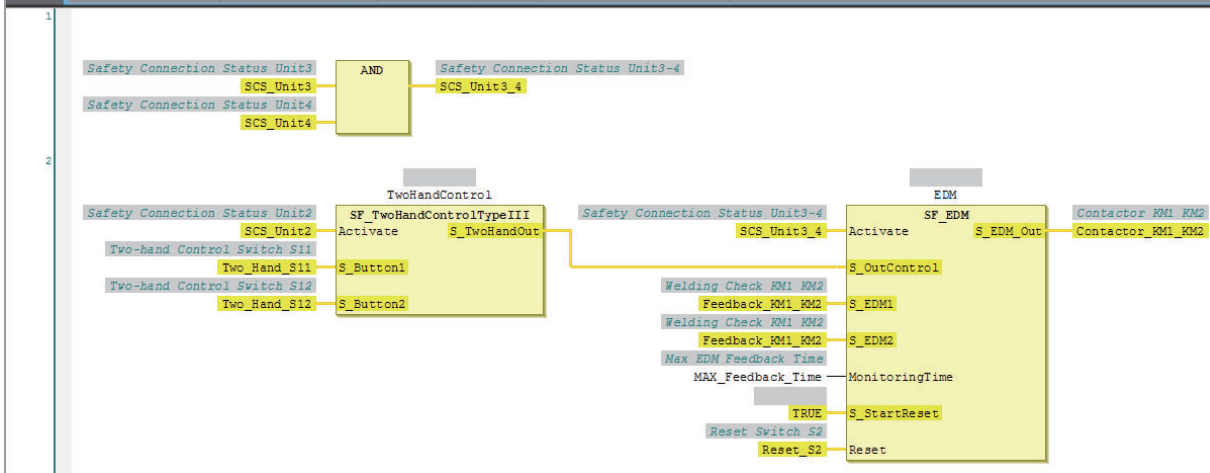 1
Safety Connection Status Unit3 AND Safety Connection Status Unit3-4
SCS_Unit3 SCS_Unit3_4
Safety Connection Status Unit4
SCS_Unit4
2
TwoHandControl EDM
Safety Connection Status Unit2 SF_TwoHandControlTypeIII Safety Connection Status Unit3-4 SF_EDM Contactor KM1 KM2
SCS_Unit2 Activate S_TwoHandOut SCS_Unit3_4 Activate S_EDM_Out Contactor_KM1_KM2
Two-hand Control Switch S11
Two_Hand_S11 S_Button1 S_OutControl
Two-hand Control Switch S12 Welding Check KM1 KM2
Two_Hand_S12 S_Button2 Feedback_KM1_KM2 S_EDM1
Welding Check KM1 KM2
Feedback_KM1_KM2 S_EDM2
Max EDM Feedback Time
MAX_Feedback_Time MonitoringTime
TRUE S_StartReset
Reset Switch S2
Reset_S2 Reset